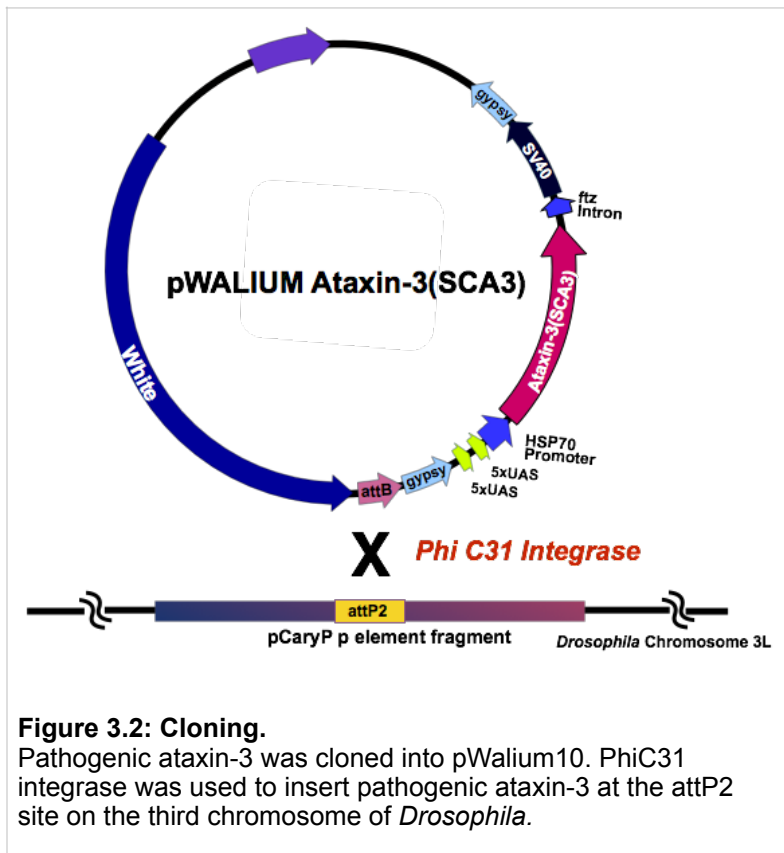 gypsy
SV40
ftz
Intron
pWALIUM Ataxin-3(SCA3)
Ataxin-3(SCA3)
White
HSP70
Promoter
5xUAS
5xUAS
gypsy
attB
X
Phi C31 Integrase
attP2
pCaryP p element fragment
Drosophila Chromosome 3L
Figure 3.2: Cloning.
Pathogenic ataxin-3 was cloned into pWalium10. PhiC31
integrase was used to insert pathogenic ataxin-3 at the attP2
site on the third chromosome of Drosophila.